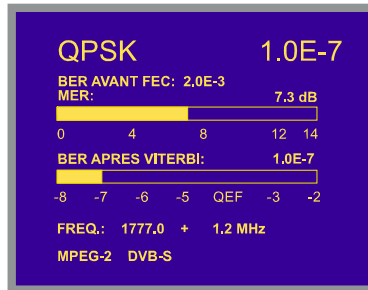 QPSK 1.0E-7
BER AVANT FEC: 2.0E-3
MER: 7.3 dB
0 4 8 12 14
BER APRES VITERBI: 1.0E-7
-8 -7 -6 -5 QEF -3 -2
FREQ.: 1777.0 + 1.2 MHz
MPEG-2 DVB-S